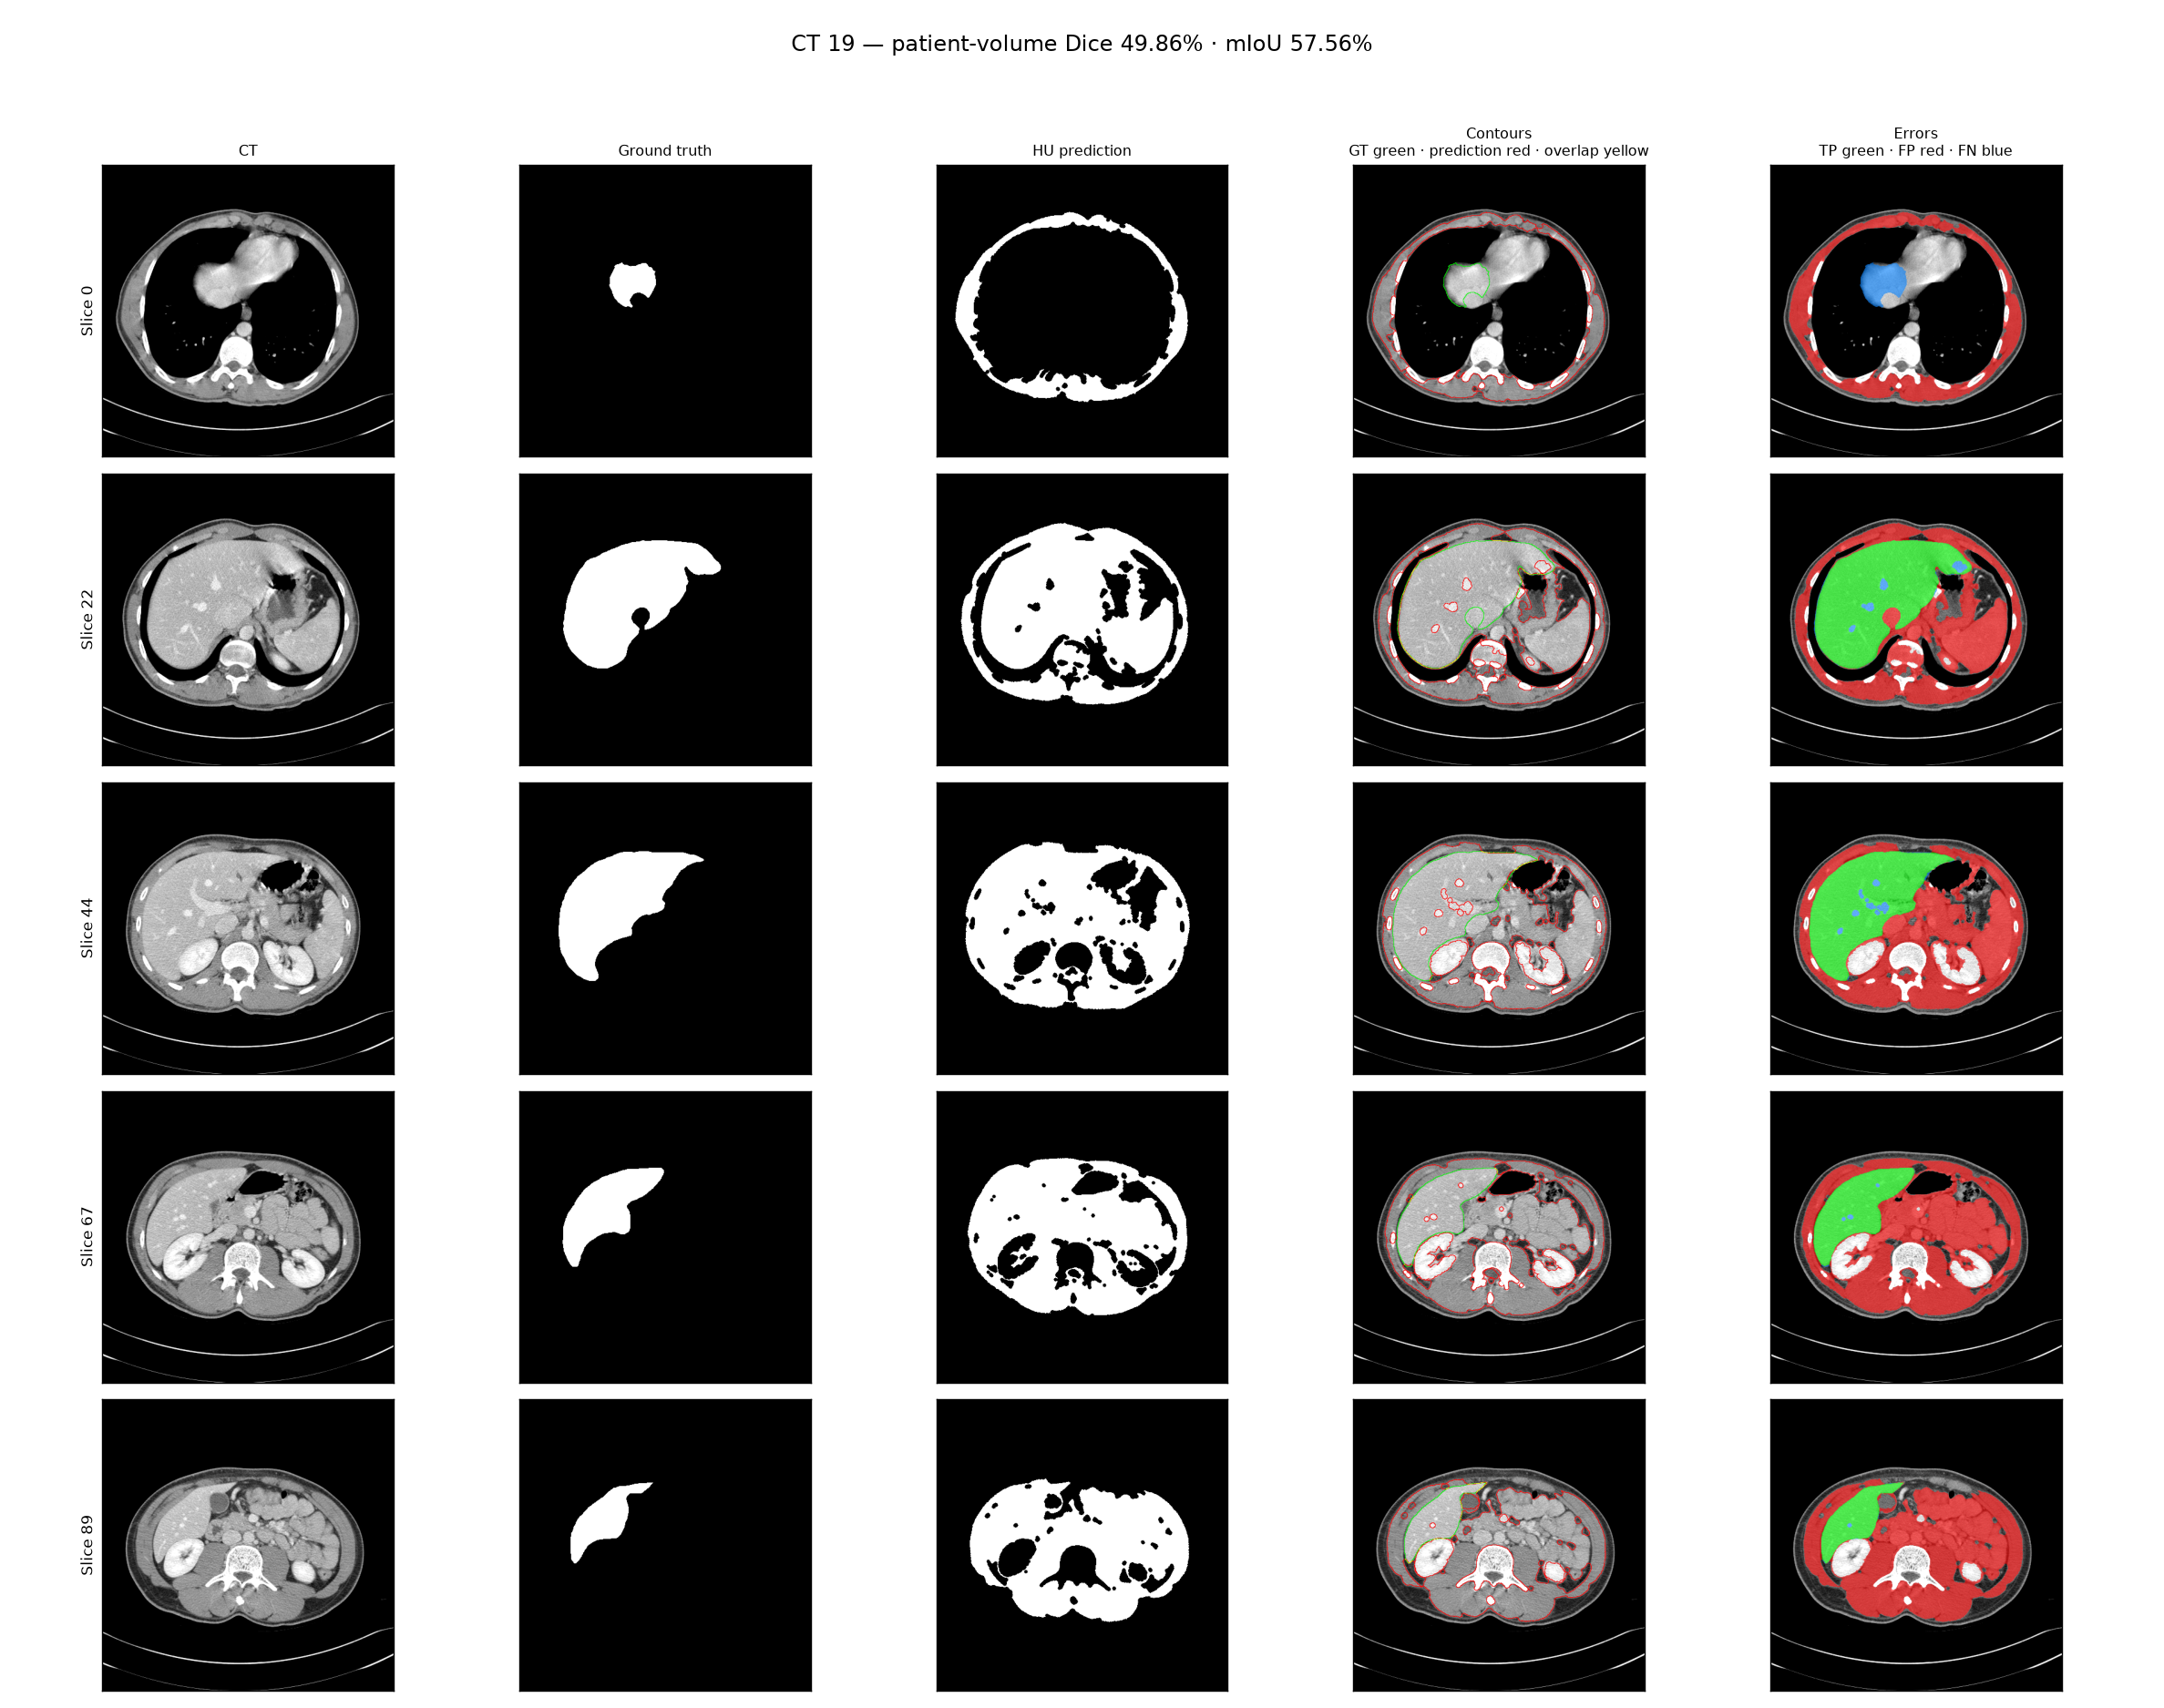 CT 19 — patient-volume Dice 49.86% · mIoU 57.56%
CT
Ground truth
HU prediction
Contours
GT green · prediction red · overlap yellow
Errors
TP green · FP red · FN blue
Slice 0
Slice 22
Slice 44
Slice 67
Slice 89